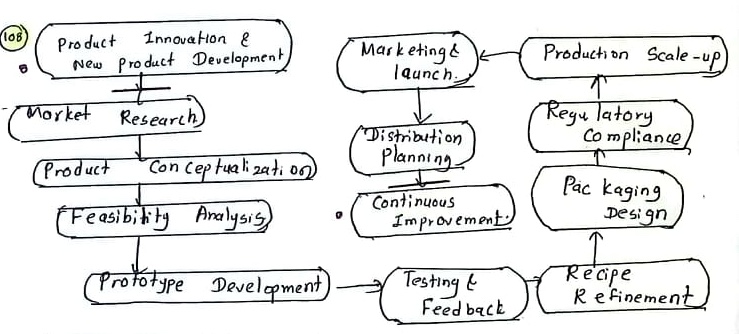 108
Product Innovation &
New product Development
Market Research
Product Conceptualization
Feasibility Analysis
Prototype Development
Testing &
Feedback
Recipe
Refinement
Packaging
Design
Regulatory
Compliance
Production Scale-up
Marketing &
launch.
Distribution
Planning
Continuous
Improvement.